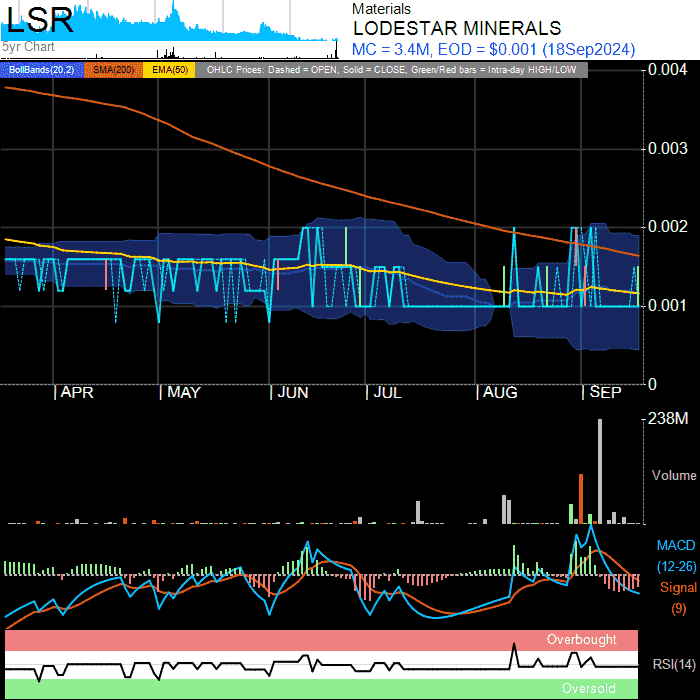 LSR
5yr Chart
Materials
LODESTAR MINERALS
MC = 3.4M, EOD = $0.001 (18Sep2024)
BollBands(20,2) SMA(200) EMA(50) OHLC Prices: Dashed = OPEN, Solid = CLOSE, Green/Red bars = Intra-day HIGH/LOW
0.004
0.003
0.002
0.001
0
APR MAY JUN JUL AUG SEP
238M
Volume
MACD
(12-26)
Signal
(9)
Overbought
RSI(14)
Oversold